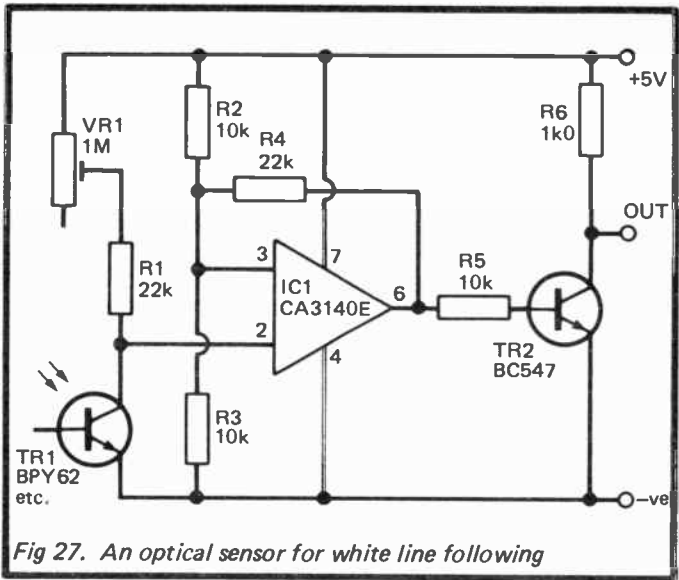 +5V
VR1
1M
R2
10k
R4
22k
R6
1k0
OUT
R1
22k
3
7
IC1
CA3140E
6
R5
10k
2
4
TR2
BC547
R3
10k
TR1
BPY62
etc.
-ve
Fig 27. An optical sensor for white line following